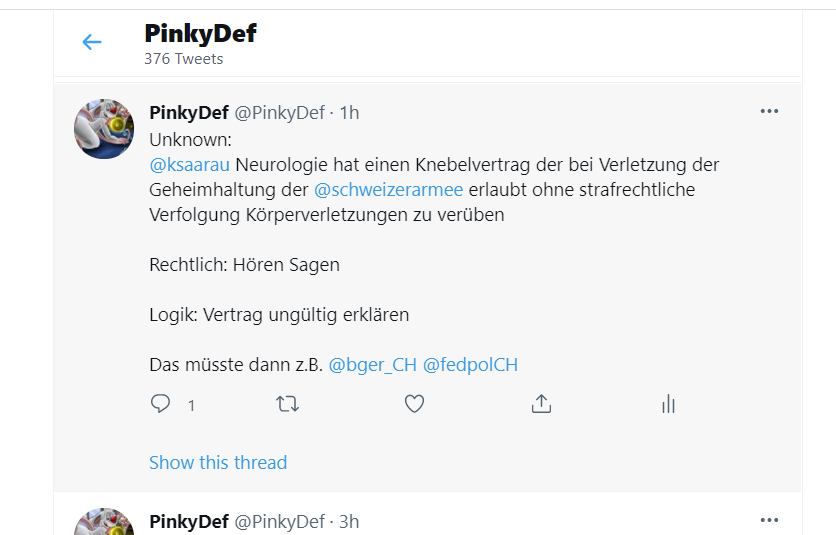 PinkyDef
376 Tweets
PinkyDef @PinkyDef · 1h
Unknown:
@ksaarau Neurologie hat einen Knebelvertrag der bei Verletzung der
Geheimhaltung der @schweizerarmee erlaubt ohne strafrechtliche
Verfolgung Körperverletzungen zu verüben
Rechtlich: Hören Sagen
Logik: Vertrag ungültig erklären
Das müsste dann z.B. @bger_CH @fedpolCH
1
Show this thread
PinkyDef @PinkyDef · 3h